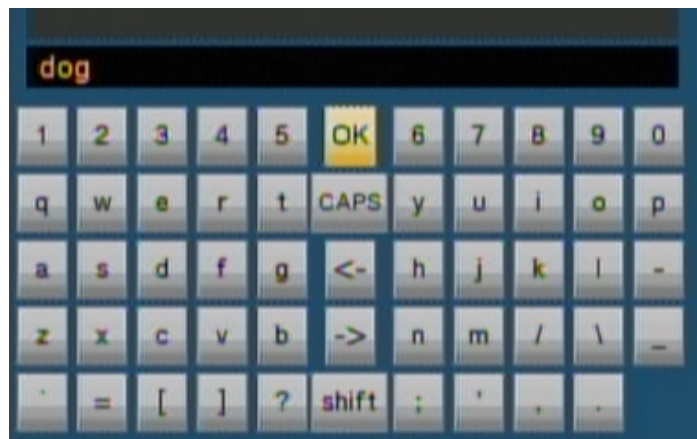 dog
1 2 3 4 5 OK 6 7 8 9 0
q w e r t CAPS y u i o p
a s d f g <- h j k l -
z x c v b -> n m / \ _
` = [ ] ? shift ; ' , .